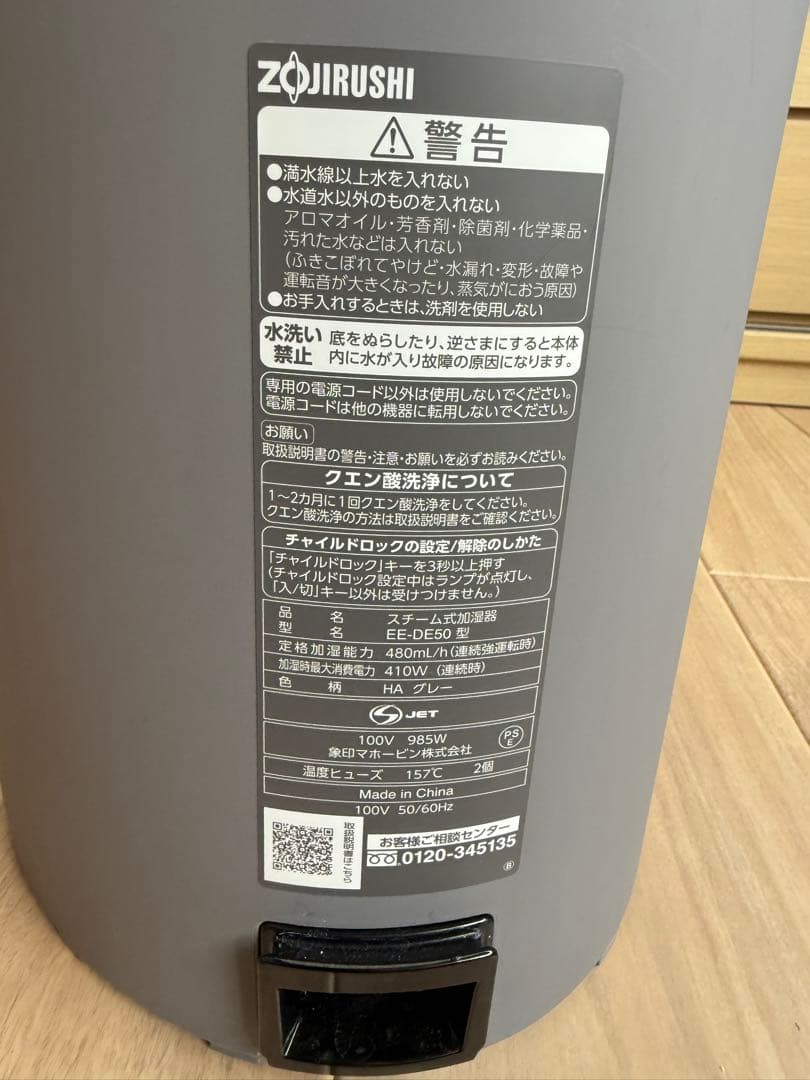 ZOJIRUSHI
警告
●満水線以上水を入れない
●水道水以外のものを入れない
アロマオイル・芳香剤・除菌剤・化学薬品・
汚れた水などは入れない
(ふきこぼれてやけど・水漏れ・変形・故障や
運転音が大きくなったり、蒸気がにおう原因)
●お手入れするときは、洗剤を使用しない
水洗い
禁止
底をぬらしたり、逆さまにすると本体
内に水が入り故障の原因になります。
専用の電源コード以外は使用しないでください。
電源コードは他の機器に転用しないでください。
お願い
取扱説明書の警告・注意・お願いを必ずお読みください。
クエン酸洗浄について
1～2カ月に1回クエン酸洗浄をしてください。
クエン酸洗浄の方法は取扱説明書をご確認ください。
チャイルドロックの設定/解除のしかた
「チャイルドロック」キーを3秒以上押す
(チャイルドロック設定中はランプが点灯し、
「入/切」キー以外は受けつけません。)
品名 スチーム式加湿器
型名 EE-DE50 型
定格加湿能力 480mL/h(連続強運転時)
加湿時最大消費電力 410W (連続時)
色柄 HA グレー
JET
100V 985W
PS
E
象印マホービン株式会社
温度ヒューズ 157℃ 2個
Made in China
100V 50/60Hz
取扱説明書はこちら
お客様ご相談センター
0120-345135
B